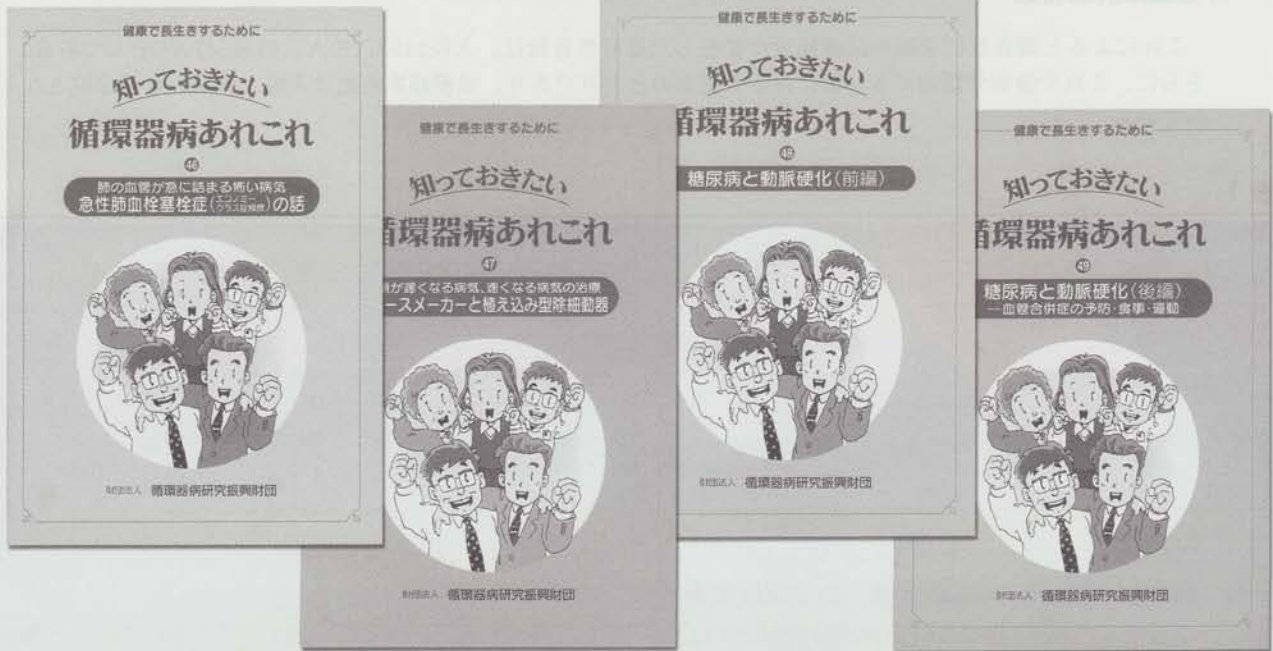 健康で長生きするために
知っておきたい
循環器病あれこれ
46
肺の血管が急に詰まる怖い病気
急性肺血栓塞栓症(エコノミークラス症候群)の話
財団法人 循環器病研究振興財団
健康で長生きするために
知っておきたい
循環器病あれこれ
47
が遅くなる病気、速くなる病気の治療
ースメーカーと植え込み型除細動器
財団法人 循環器病研究振興財団
健康で長生きするために
知っておきたい
循環器病あれこれ
48
糖尿病と動脈硬化(前編)
財団法人 循環器病研究振興財団
健康で長生きするために
知っておきたい
循環器病あれこれ
49
糖尿病と動脈硬化(後編)
―血管合併症の予防・食事・運動
財団法人 循環器病研究振興財団